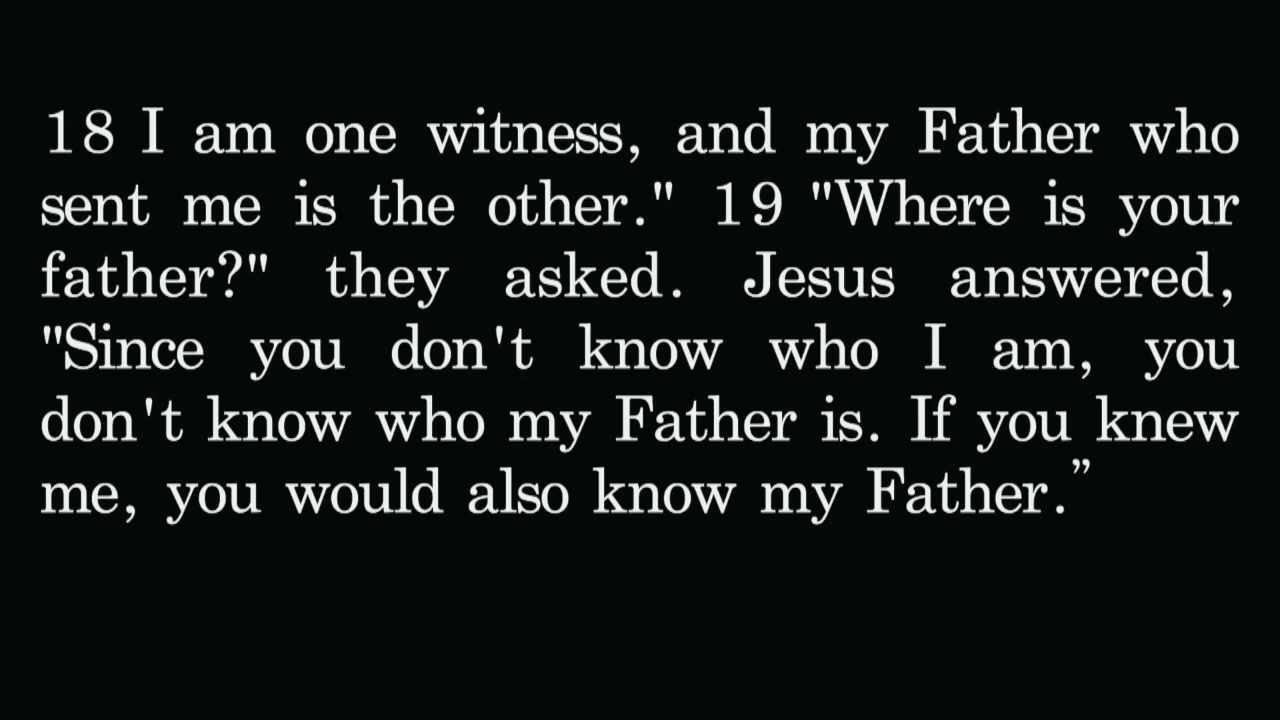 18 I am one witness, and my Father who
sent me is the other." 19 "Where is your
father?" they asked. Jesus answered,
"Since you don't know who I am, you
don't know who my Father is. If you knew
me, you would also know my Father.”